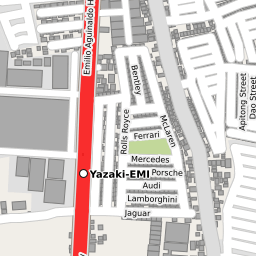 Emilio Aguinaldo H
Bentley
McLaren
Rolls Royce
Apitong Street
Dao Street
Ferrari
Mercedes
Yazaki-EMI
Porsche
Audi
Lamborghini
Jaguar